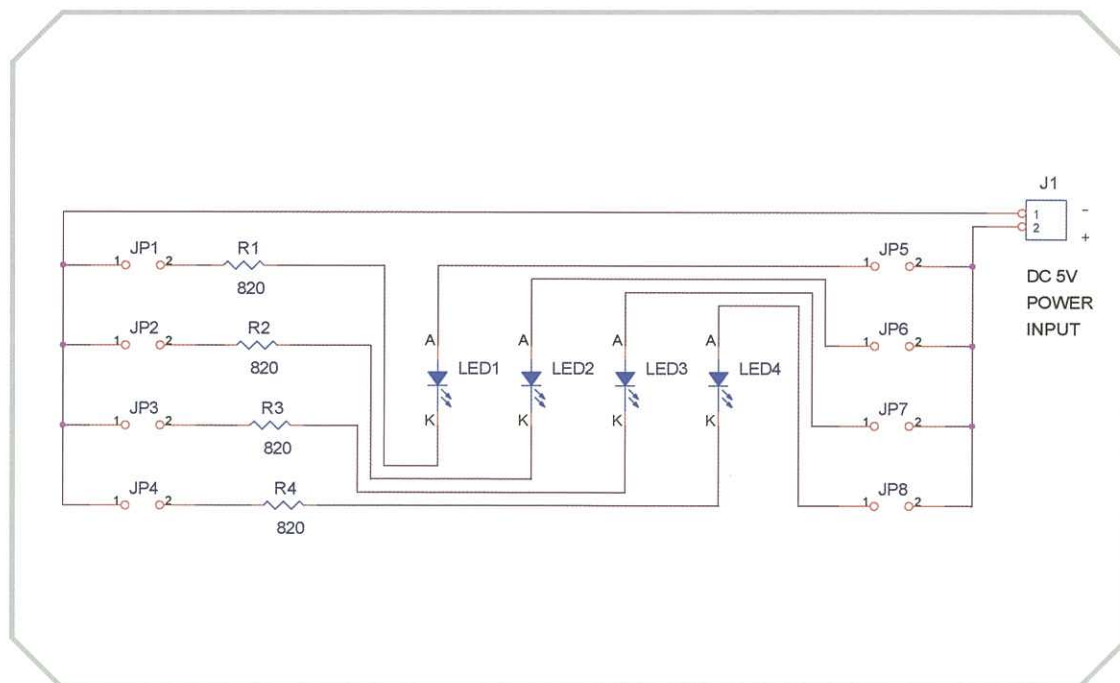 J1
1 -
2 +
DC 5V
POWER
INPUT
JP1
1 2
R1
820
JP5
1 2
JP2
1 2
R2
820
JP6
1 2
A
LED1
K
A
LED2
K
A
LED3
K
A
LED4
K
JP3
1 2
R3
820
JP7
1 2
JP4
1 2
R4
820
JP8
1 2